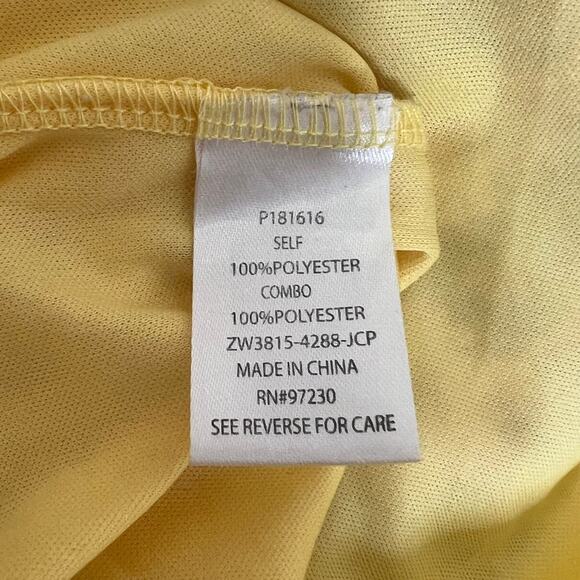 P181616
SELF
100%POLYESTER
COMBO
100%POLYESTER
ZW3815-4288-JCP
MADE IN CHINA
RN#97230
SEE REVERSE FOR CARE